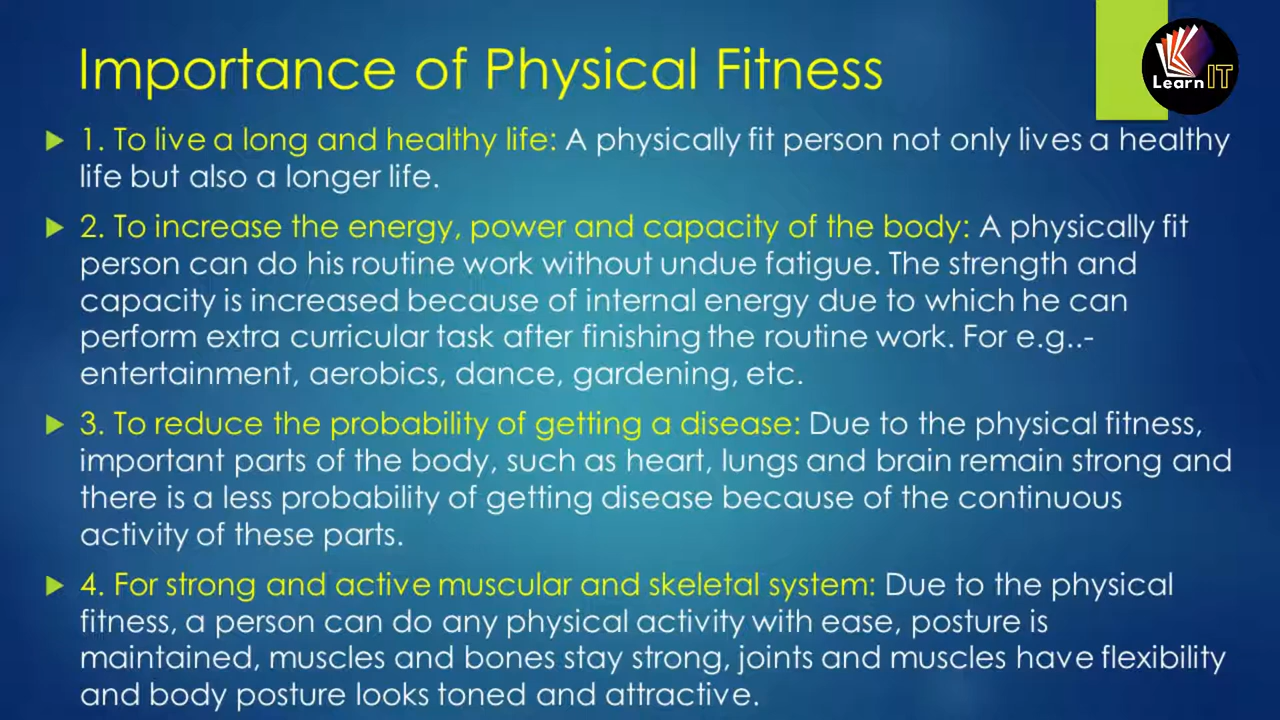 Importance of Physical Fitness
Learn IT
1. To live a long and healthy life: A physically fit person not only lives a healthy
life but also a longer life.
2. To increase the energy, power and capacity of the body: A physically fit
person can do his routine work without undue fatigue. The strength and
capacity is increased because of internal energy due to which he can
perform extra curricular task after finishing the routine work. For e.g..-
entertainment, aerobics, dance, gardening, etc.
3. To reduce the probability of getting a disease: Due to the physical fitness,
important parts of the body, such as heart, lungs and brain remain strong and
there is a less probability of getting disease because of the continuous
activity of these parts.
4. For strong and active muscular and skeletal system: Due to the physical
fitness, a person can do any physical activity with ease, posture is
maintained, muscles and bones stay strong, joints and muscles have flexibility
and body posture looks toned and attractive.